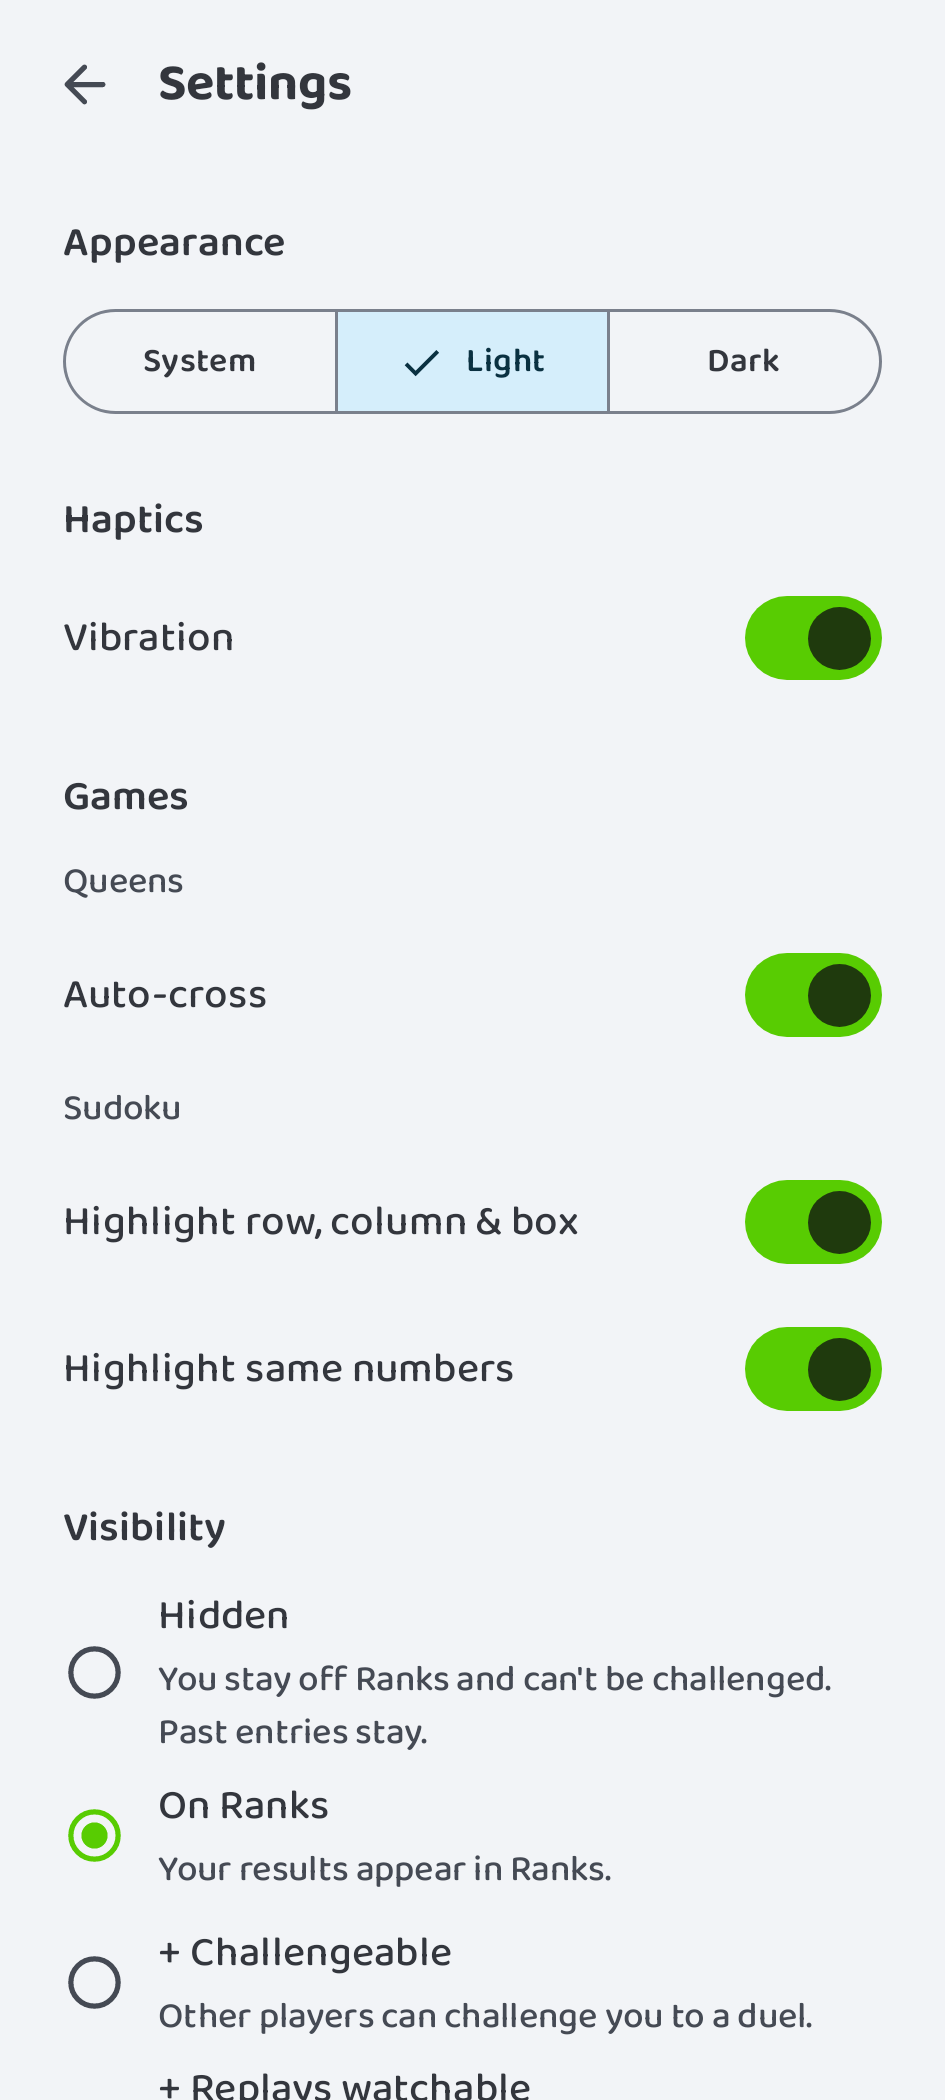 Settings
Appearance
System
Light
Dark
Haptics
Vibration
Games
Queens
Auto-cross
Sudoku
Highlight row, column & box
Highlight same numbers
Visibility
Hidden
You stay off Ranks and can't be challenged.
Past entries stay.
On Ranks
Your results appear in Ranks.
+ Challengeable
Other players can challenge you to a duel.
+ Replays watchable